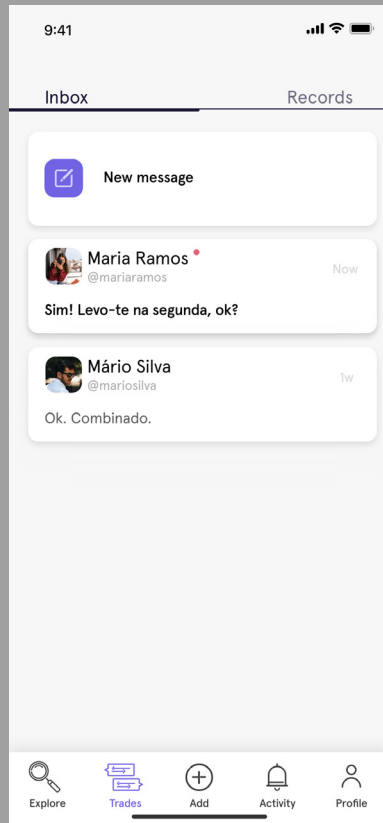 9:41
Inbox
Records
New message
Maria Ramos
@mariaramos
Now
Sim! Levo-te na segunda, ok?
Mário Silva
@mariosilva
1w
Ok. Combinado.
Explore
Trades
Add
Activity
Profile